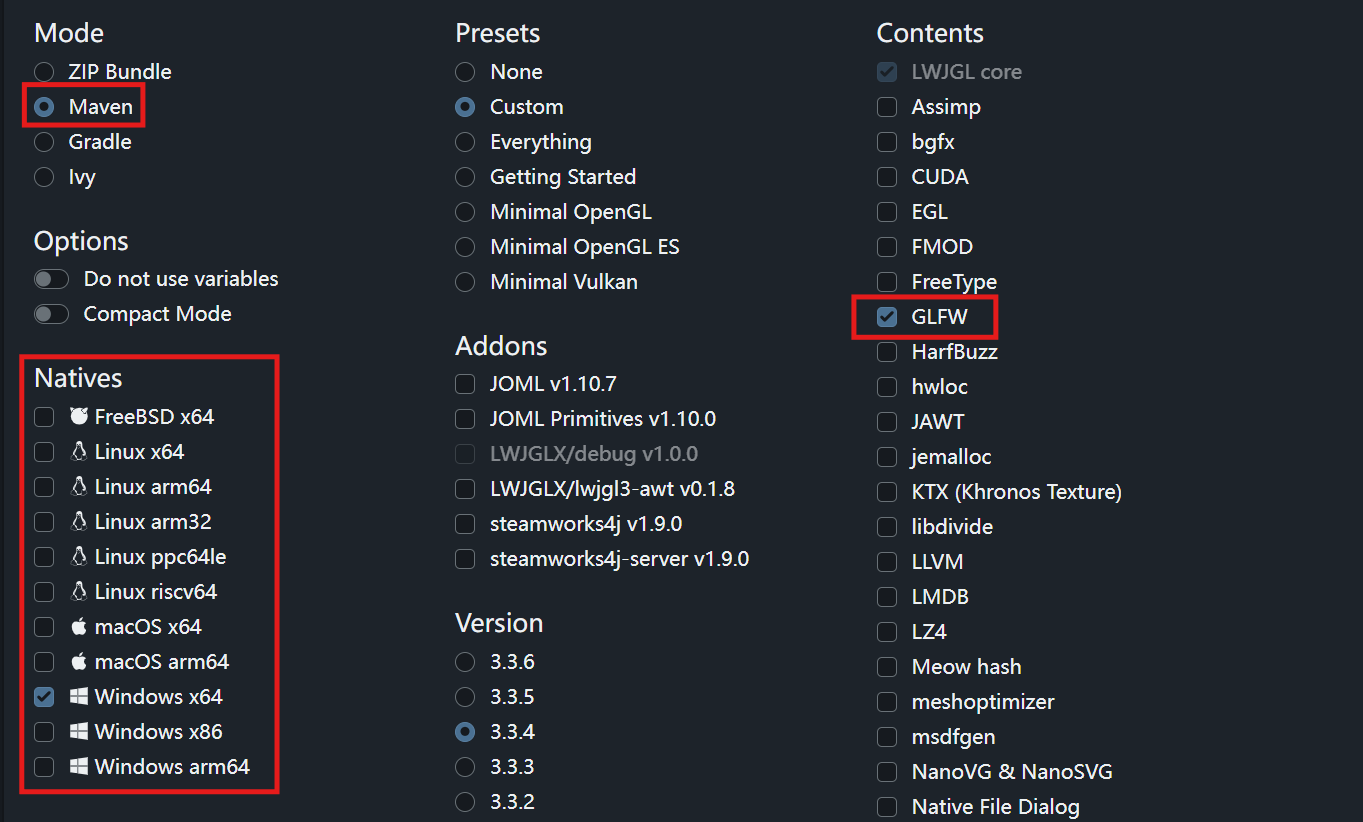 Mode
ZIP Bundle
Maven
Gradle
Ivy
Options
Do not use variables
Compact Mode
Natives
FreeBSD x64
Linux x64
Linux arm64
Linux arm32
Linux ppc64le
Linux riscv64
macOS x64
macOS arm64
Windows x64
Windows x86
Windows arm64
Presets
None
Custom
Everything
Getting Started
Minimal OpenGL
Minimal OpenGL ES
Minimal Vulkan
Addons
JOML v1.10.7
JOML Primitives v1.10.0
LWJGLX/debug v1.0.0
LWJGLX/lwjgl3-awt v0.1.8
steamworks4j v1.9.0
steamworks4j-server v1.9.0
Version
3.3.6
3.3.5
3.3.4
3.3.3
3.3.2
Contents
LWJGL core
Assimp
bgfx
CUDA
EGL
FMOD
FreeType
GLFW
HarfBuzz
hwloc
JAWT
jemalloc
KTX (Khronos Texture)
libdivide
LLVM
LMDB
LZ4
Meow hash
meshoptimizer
msdfgen
NanoVG & NanoSVG
Native File Dialog